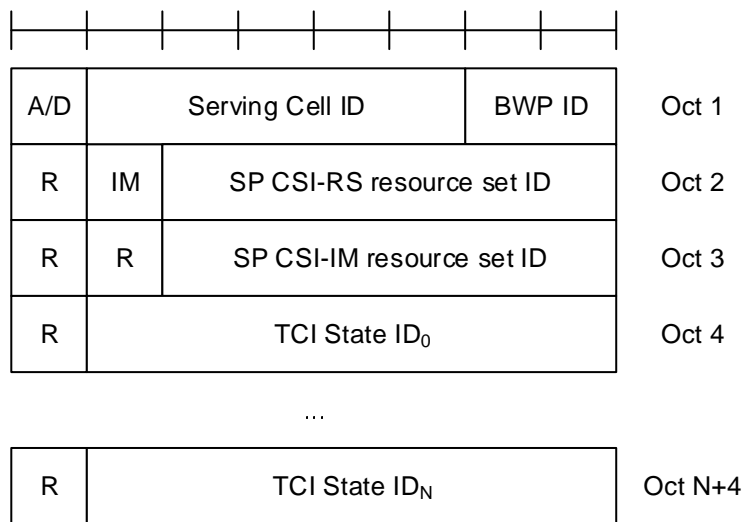 A/D Serving Cell ID BWP ID Oct 1
R IM SP CSI-RS resource set ID Oct 2
R R SP CSI-IM resource set ID Oct 3
R TCI State ID₀ Oct 4
...
R TCI State ID_N Oct N+4